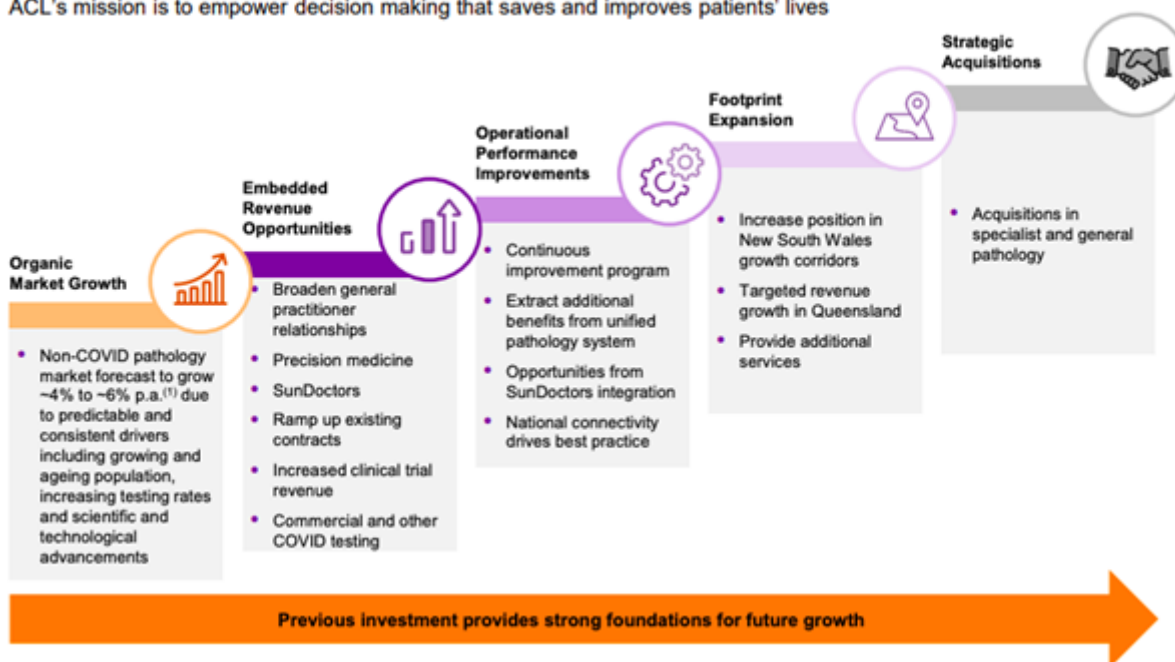 ACL's mission is to empower decision making that saves and improves patients' lives
Organic
Market Growth
• Non-COVID pathology
market forecast to grow
~4% to ~6% p.a.(1) due
to predictable and
consistent drivers
including growing and
ageing population,
increasing testing rates
and scientific and
technological
advancements
Embedded
Revenue
Opportunities
• Broaden general
practitioner
relationships
• Precision medicine
• SunDoctors
• Ramp up existing
contracts
• Increased clinical trial
revenue
• Commercial and other
COVID testing
Operational
Performance
Improvements
• Continuous
improvement program
• Extract additional
benefits from unified
pathology system
• Opportunities from
SunDoctors integration
• National connectivity
drives best practice
Footprint
Expansion
• Increase position in
New South Wales
growth corridors
• Targeted revenue
growth in Queensland
• Provide additional
services
Strategic
Acquisitions
• Acquisitions in
specialist and general
pathology
Previous investment provides strong foundations for future growth